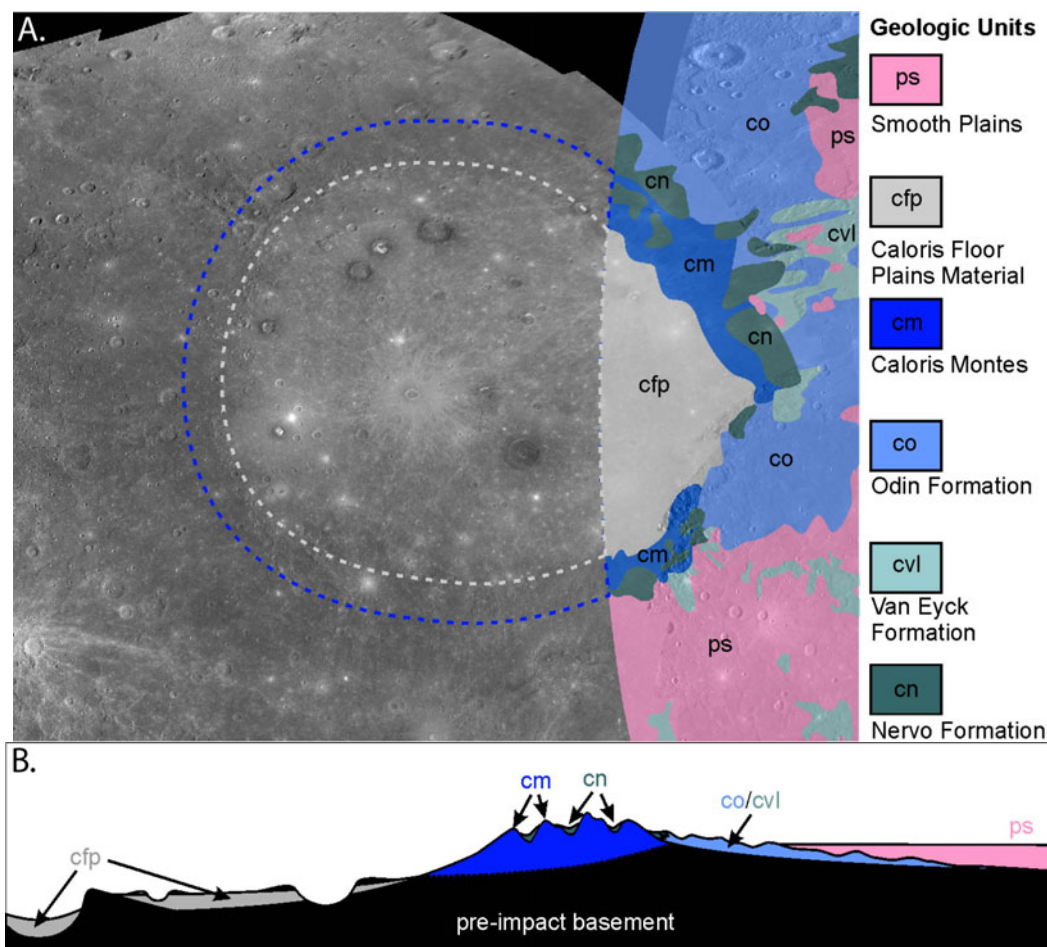 A.
Geologic Units
ps
Smooth Plains
cfp
Caloris Floor
Plains Material
cm
Caloris Montes
co
Odin Formation
cvl
Van Eyck
Formation
cn
Nervo Formation
co
ps
cn
cvl
cm
cn
cfp
co
cm
ps
B.
cm
cn
co/cvl
ps
cfp
pre-impact basement